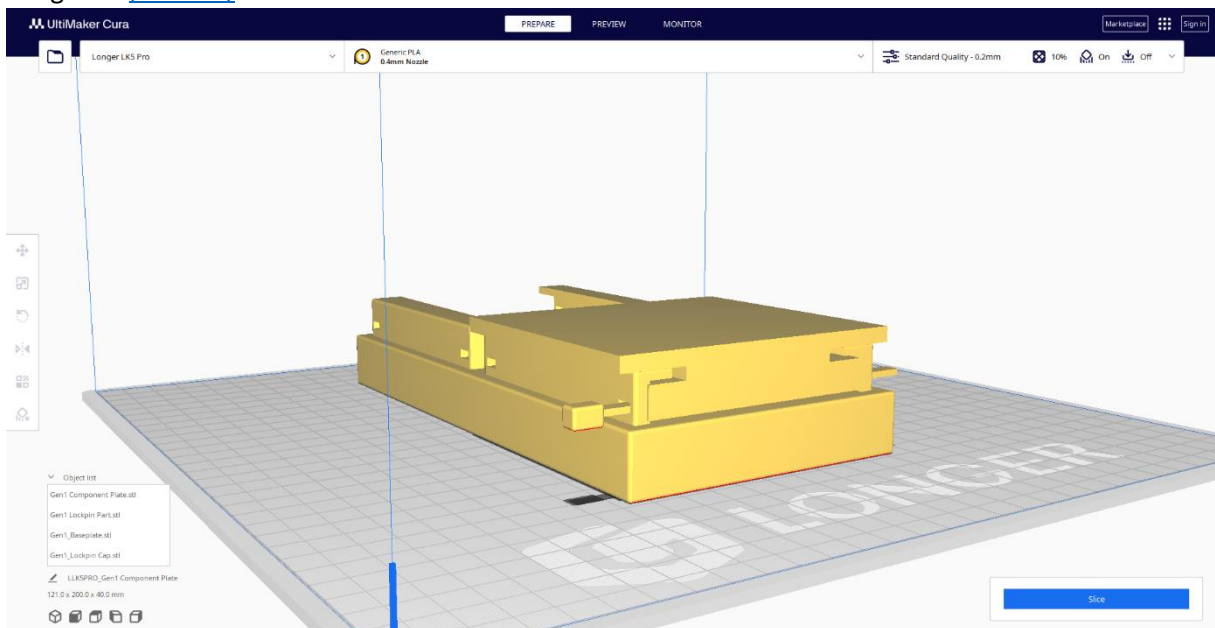 UltiMaker Cura
PREPARE PREVIEW MONITOR
Marketplace Sign in
Longer LK5 Pro
1 Generic PLA
0.4mm Nozzle
Standard Quality - 0.2mm 10% On Off
LONGER
Object list
Gen1 Component Plate.stl
Gen1 Lockpin Part.stl
Gen1_Baseplate.stl
Gen1_Lockpin Cap.stl
LLK5PRO_Gen1 Component Plate
121.0 x 200.0 x 40.0 mm
Slice